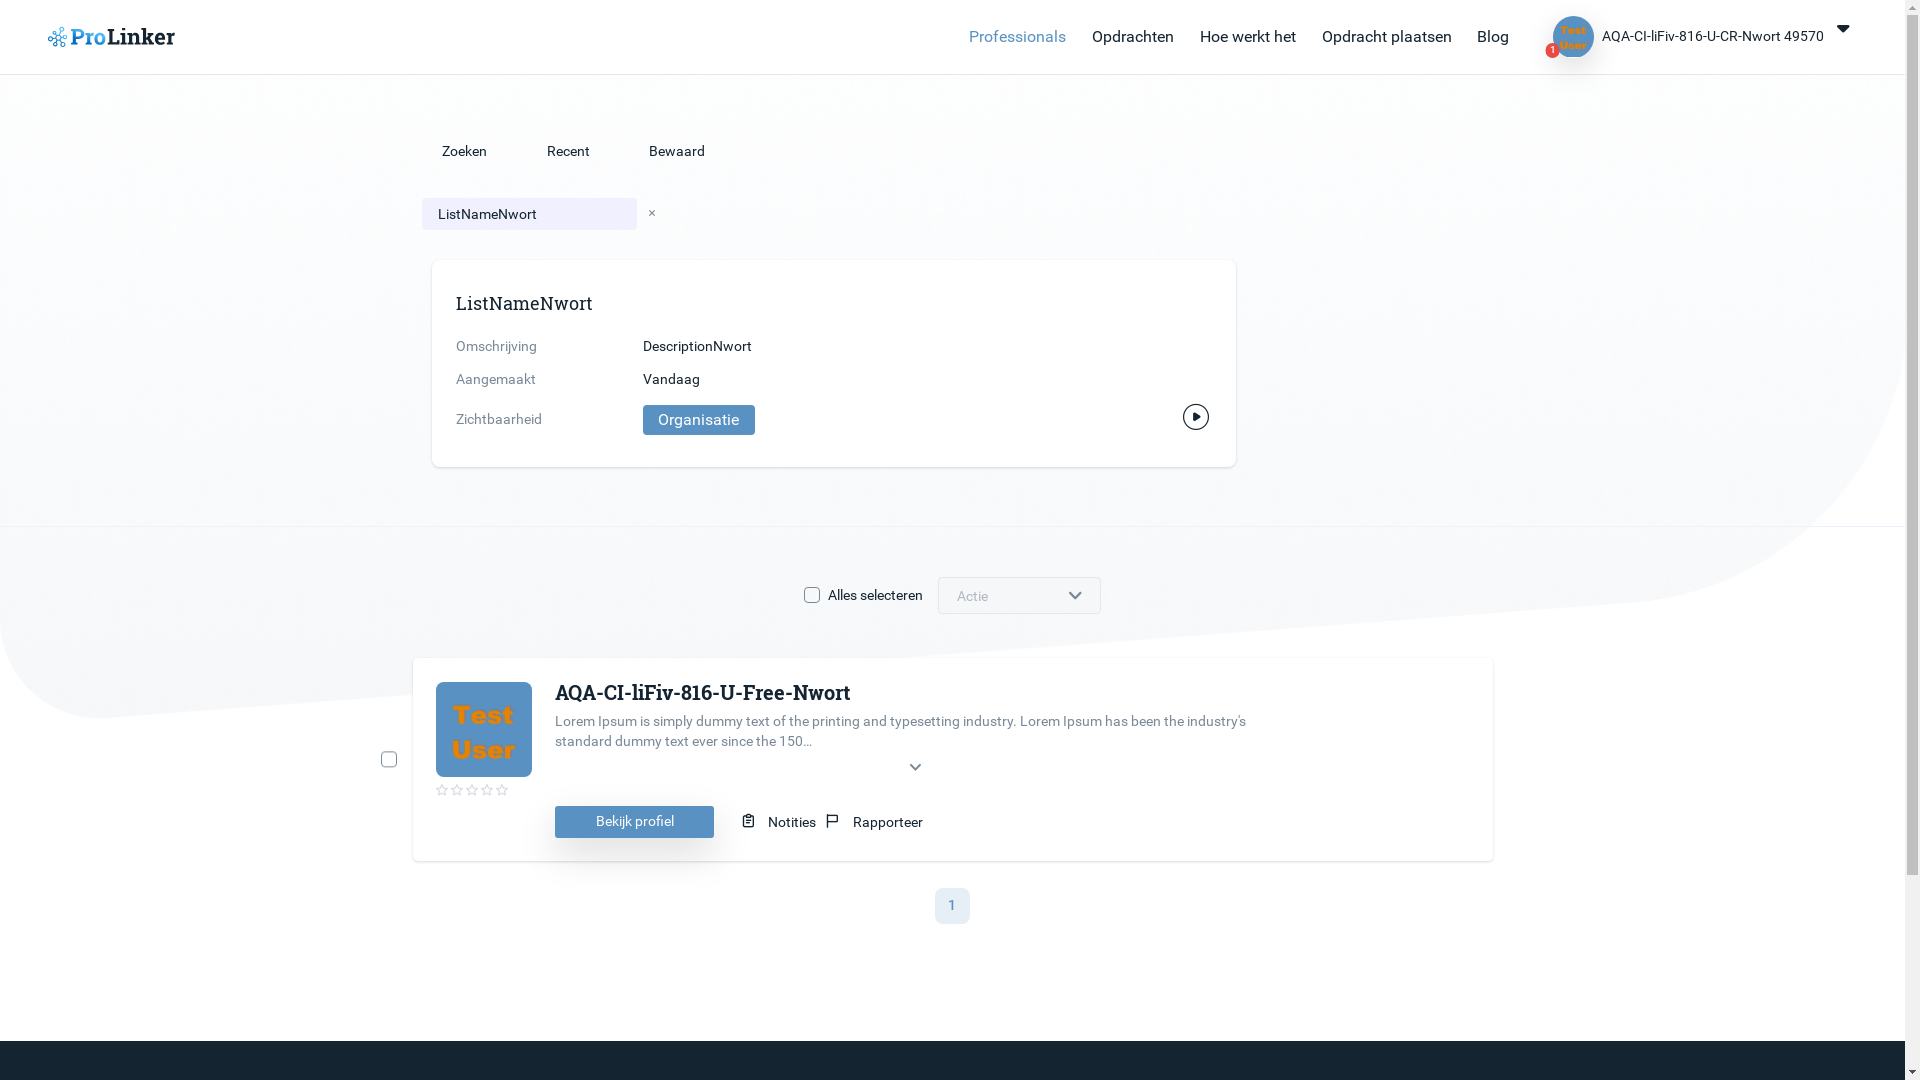 ProLinker
Professionals Opdrachten Hoe werkt het Opdracht plaatsen Blog
Test User 1 AQA-CI-liFiv-816-U-CR-Nwort 49570
Zoeken Recent Bewaard
ListNameNwort ×
ListNameNwort
Omschrijving DescriptionNwort
Aangemaakt Vandaag
Zichtbaarheid Organisatie
Alles selecteren Actie
Test
User
AQA-CI-liFiv-816-U-Free-Nwort
Lorem Ipsum is simply dummy text of the printing and typesetting industry. Lorem Ipsum has been the industry's
standard dummy text ever since the 150...
Bekijk profiel Notities Rapporteer
1